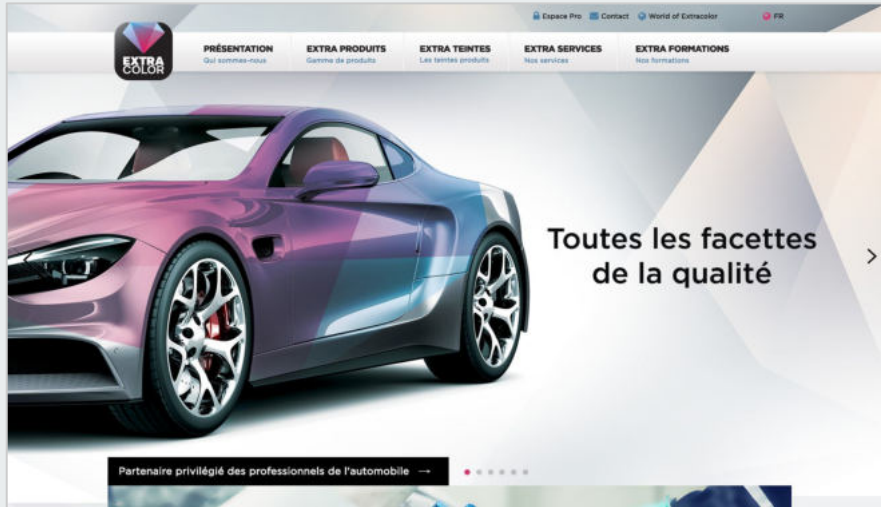 Espace Pro Contact World of Extracolor FR
EXTRA
COLOR
PRÉSENTATION EXTRA PRODUITS EXTRA TEINTES EXTRA SERVICES EXTRA FORMATIONS
Qui sommes-nous Gamme de produits Les teintes produits Nos services Nos formations
Toutes les facettes
de la qualité
Partenaire privilégié des professionnels de l'automobile →